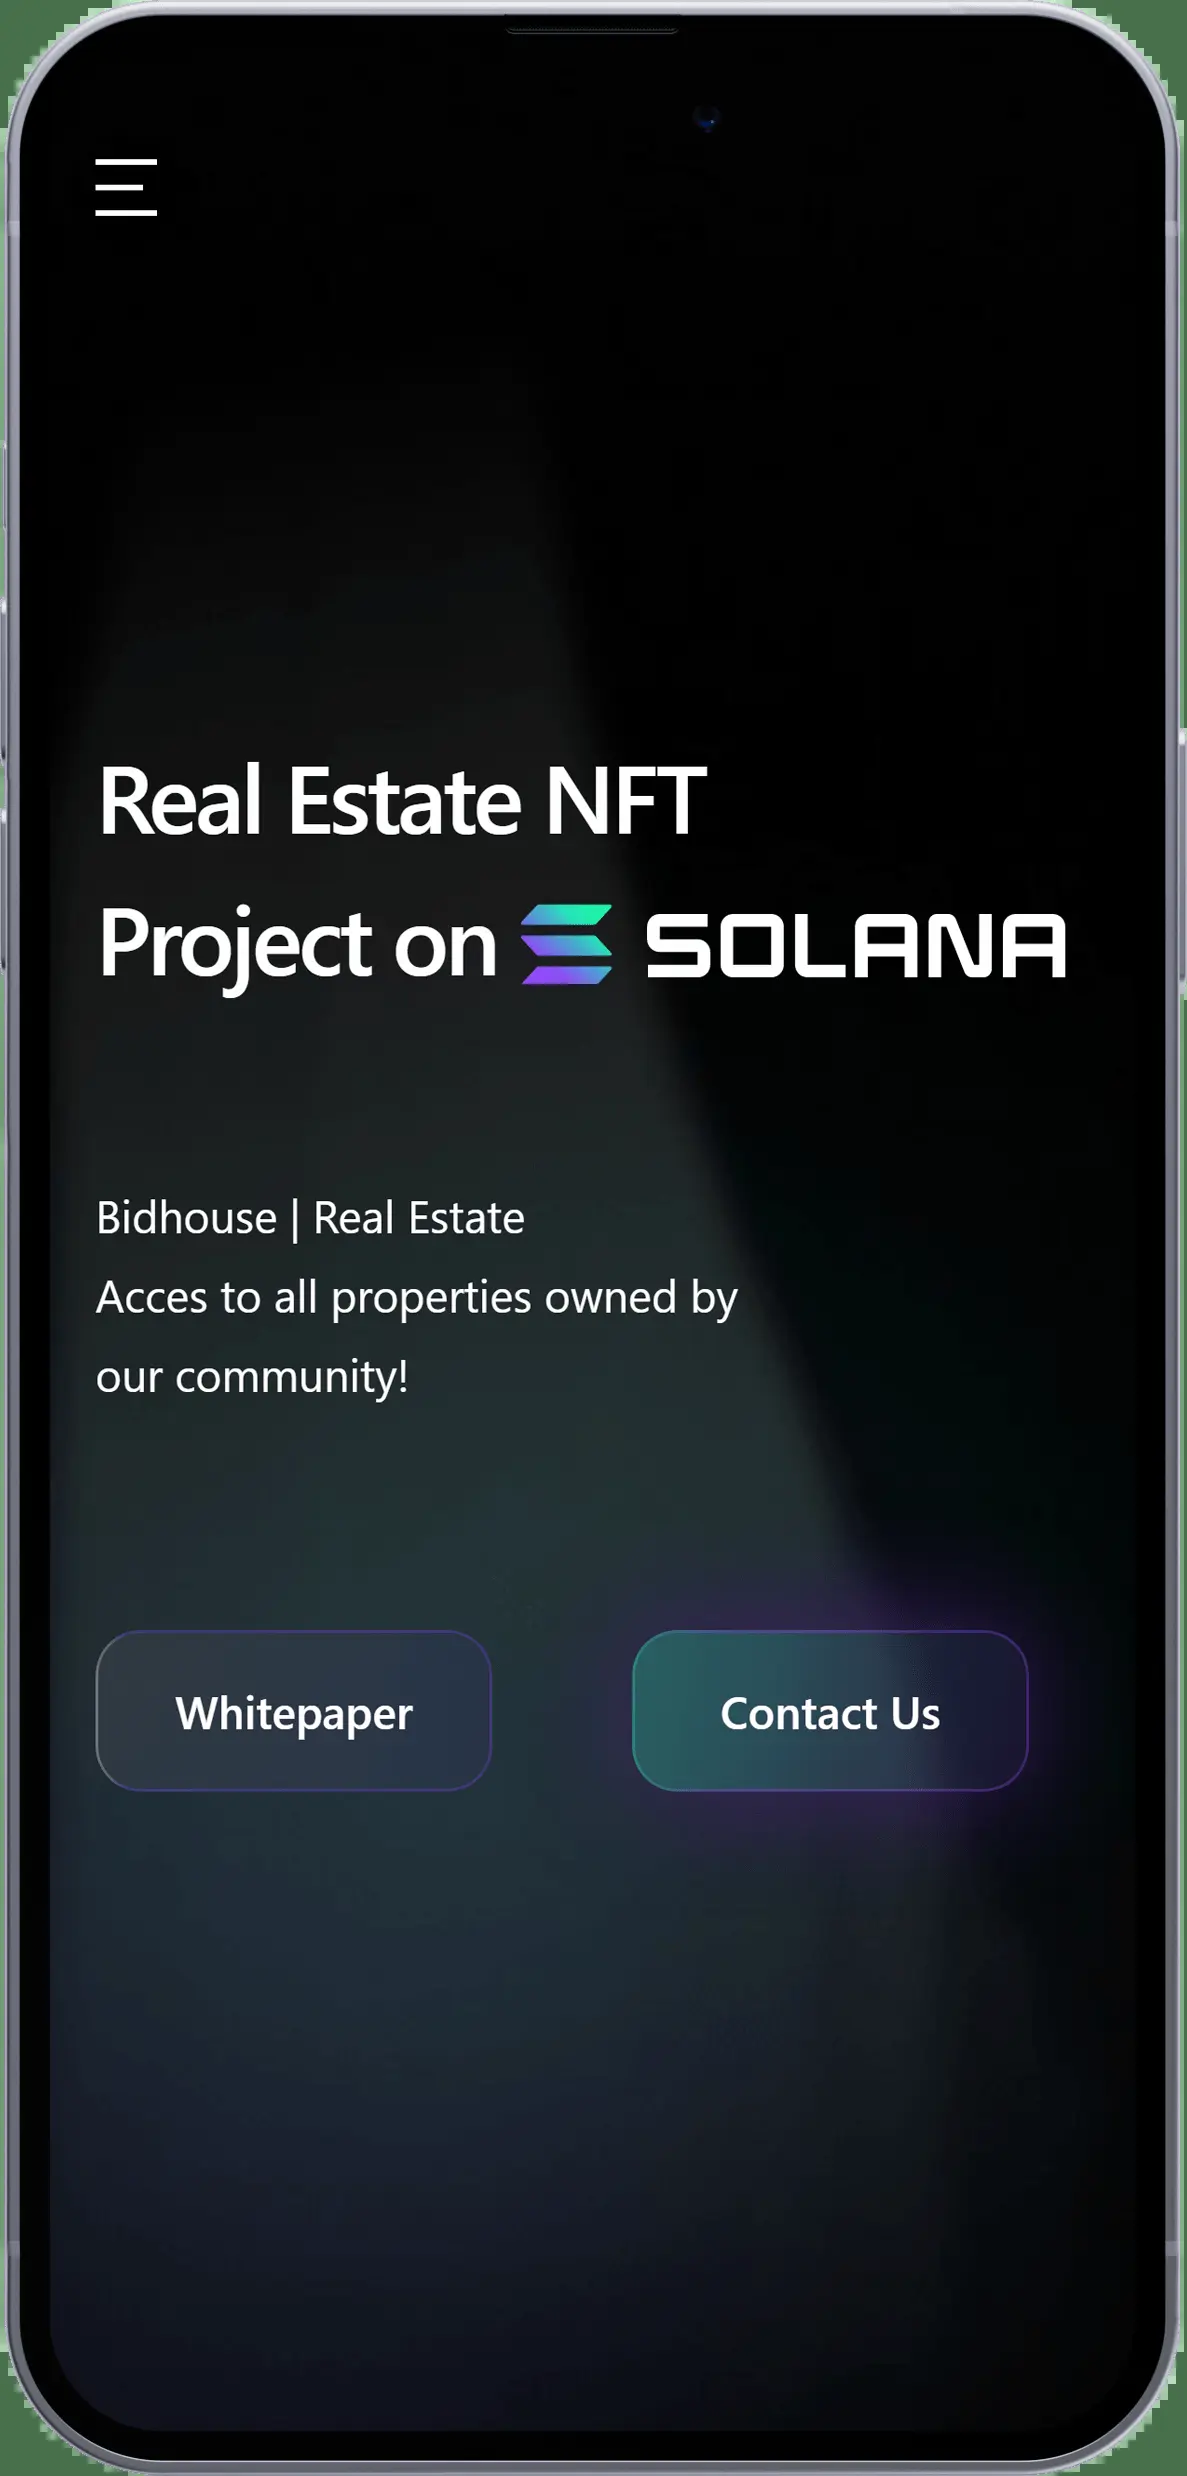 Real Estate NFT
Project on SOLANA
Bidhouse | Real Estate
Acces to all properties owned by
our community!
Whitepaper
Contact Us